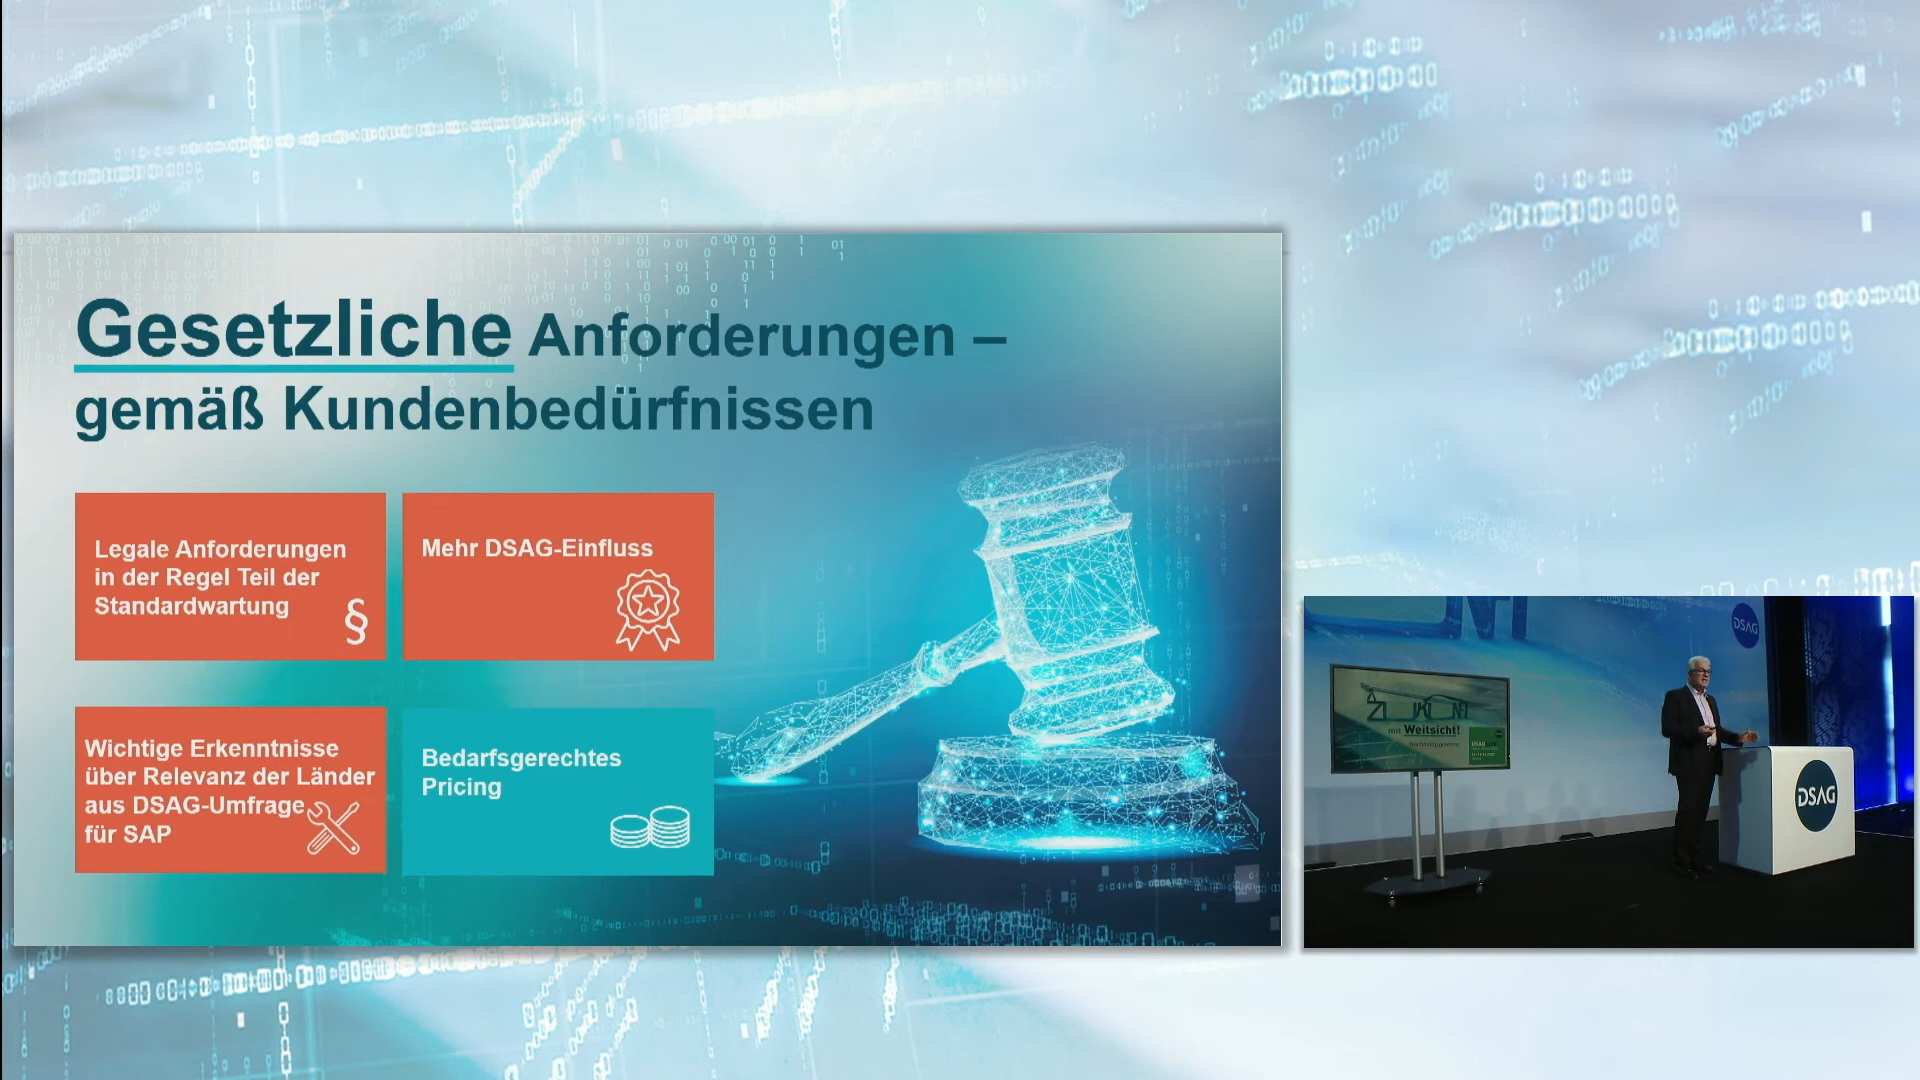 Gesetzliche Anforderungen –
gemäß Kundenbedürfnissen
Legale Anforderungen
in der Regel Teil der
Standardwartung
§
Mehr DSAG-Einfluss
Wichtige Erkenntnisse
über Relevanz der Länder
aus DSAG-Umfrage
für SAP
Bedarfsgerechtes
Pricing
DSAG
mit Weitsicht!
DSAG